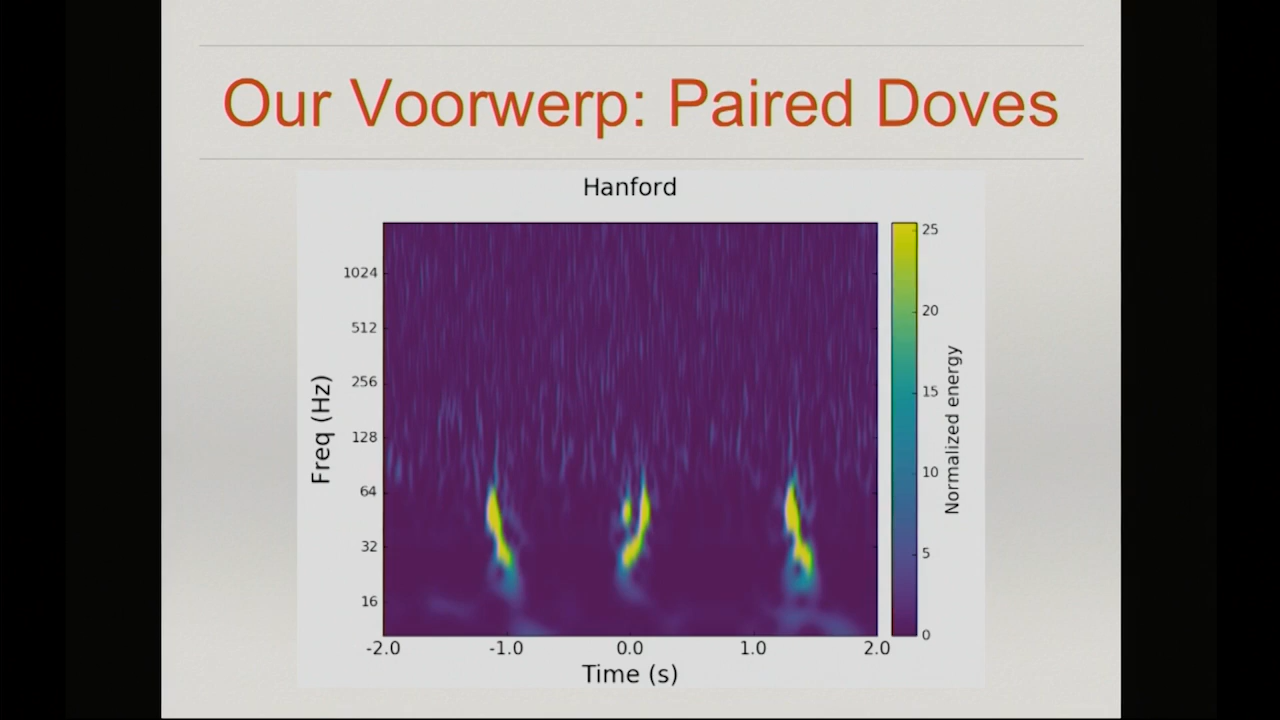 Our Voorwerp: Paired Doves
Hanford
1024
512
256
128
64
32
16
Freq (Hz)
-2.0 -1.0 0.0 1.0 2.0
Time (s)
25
20
15
10
5
0
Normalized energy